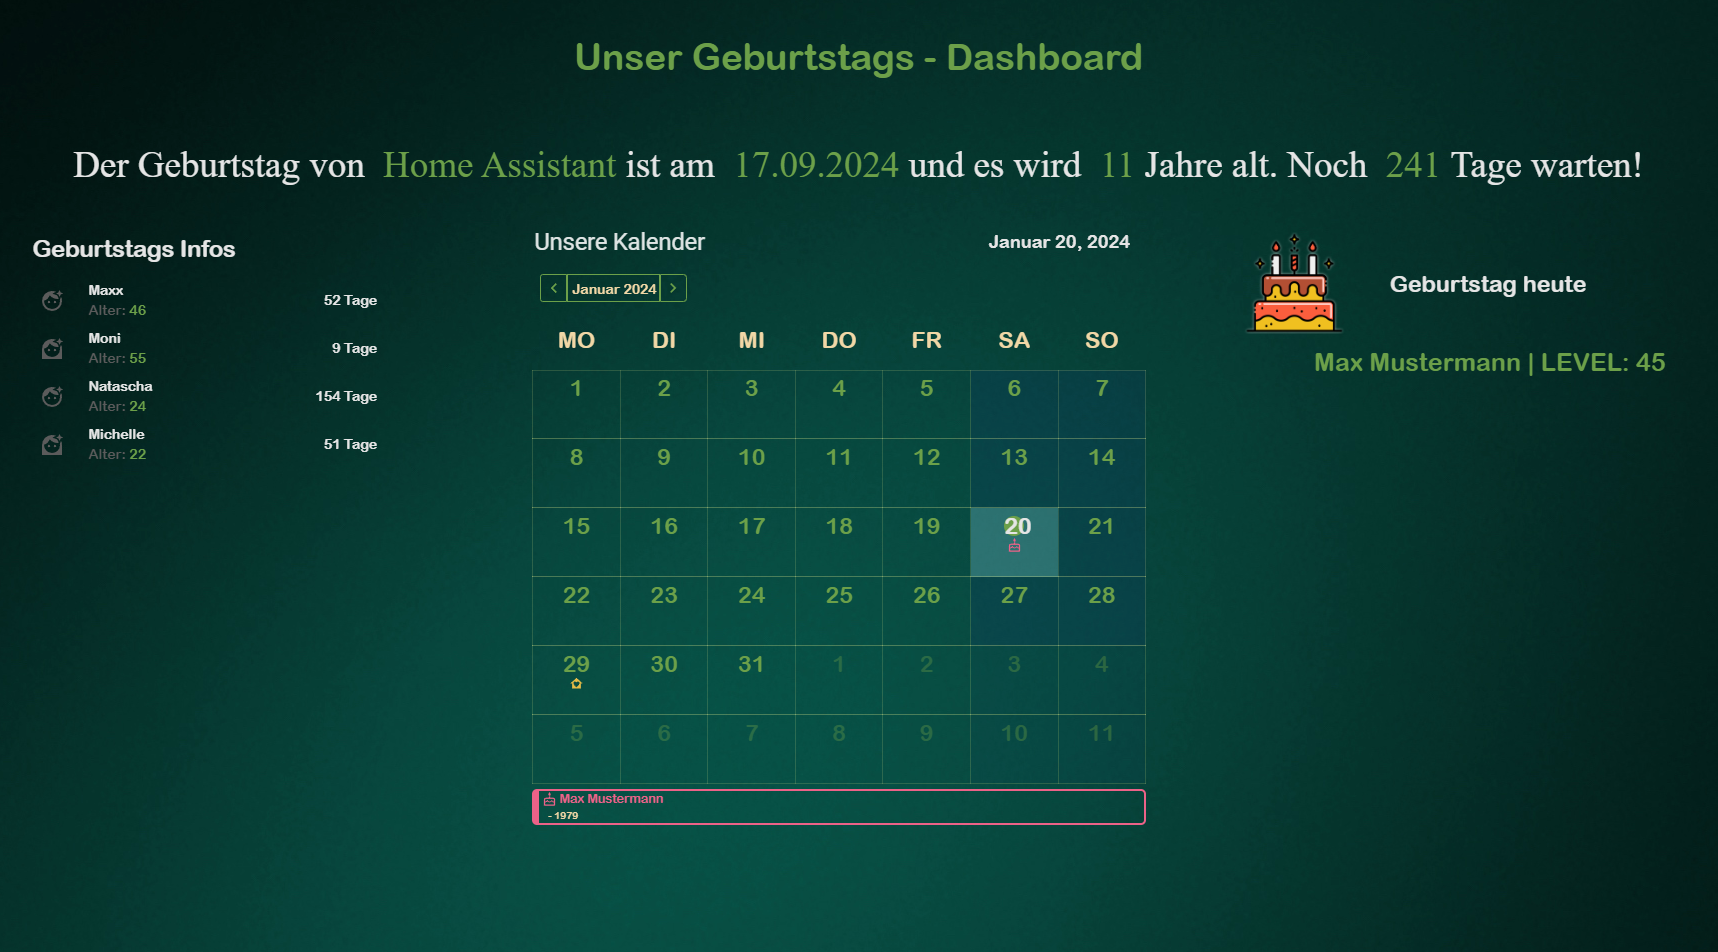 Unser Geburtstags - Dashboard
Der Geburtstag von Home Assistant ist am 17.09.2024 und es wird 11 Jahre alt. Noch 241 Tage warten!
Geburtstags Infos
Maxx
Alter: 46
52 Tage
Moni
Alter: 55
9 Tage
Natascha
Alter: 24
154 Tage
Michelle
Alter: 22
51 Tage
Unsere Kalender
Januar 20, 2024
Januar 2024
MO DI MI DO FR SA SO
1 2 3 4 5 6 7
8 9 10 11 12 13 14
15 16 17 18 19 20 21
22 23 24 25 26 27 28
29 30 31 1 2 3 4
5 6 7 8 9 10 11
Max Mustermann
- 1979
Geburtstag heute
Max Mustermann | LEVEL: 45